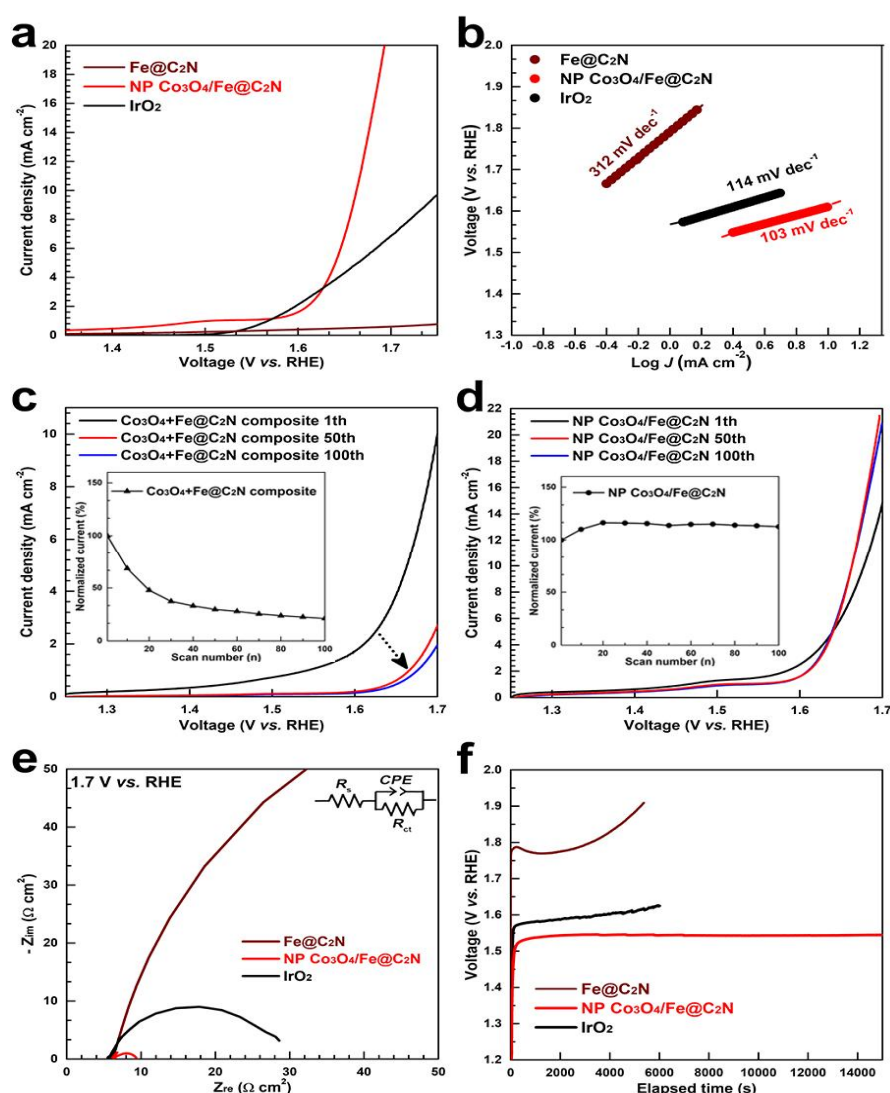 a
20
18
16
14
12
10
8
6
4
2
0
Current density (mA cm⁻²)
Fe@C₂N
NP Co₃O₄/Fe@C₂N
IrO₂
1.4 1.5 1.6 1.7
Voltage (V vs. RHE)
b
2.0
1.9
1.8
1.7
1.6
1.5
1.4
1.3
Voltage (V vs. RHE)
Fe@C₂N
NP Co₃O₄/Fe@C₂N
IrO₂
312 mV dec⁻¹
114 mV dec⁻¹
103 mV dec⁻¹
-1.0 -0.8 -0.6 -0.4 -0.2 0.0 0.2 0.4 0.6 0.8 1.0 1.2
Log J (mA cm⁻²)
c
10
8
6
4
2
0
Current density (mA cm⁻²)
Co₃O₄+Fe@C₂N composite 1th
Co₃O₄+Fe@C₂N composite 50th
Co₃O₄+Fe@C₂N composite 100th
Co₃O₄+Fe@C₂N composite
150
100
50
0
Normalized current (%)
20 40 60 80 100
Scan number (n)
1.3 1.4 1.5 1.6 1.7
Voltage (V vs. RHE)
d
22
20
18
16
14
12
10
8
6
4
2
0
Current density (mA cm⁻²)
NP Co₃O₄/Fe@C₂N 1th
NP Co₃O₄/Fe@C₂N 50th
NP Co₃O₄/Fe@C₂N 100th
NP Co₃O₄/Fe@C₂N
150
100
50
0
Normalized current (%)
20 40 60 80 100
Scan number (n)
1.3 1.4 1.5 1.6 1.7
Voltage (V vs. RHE)
e
50
40
30
20
10
0
- Zim (Ω cm²)
1.7 V vs. RHE
Rs
CPE
Rct
Fe@C₂N
NP Co₃O₄/Fe@C₂N
IrO₂
0 10 20 30 40 50
Zre (Ω cm²)
f
2.0
1.9
1.8
1.7
1.6
1.5
1.4
1.3
1.2
Voltage (V vs. RHE)
Fe@C₂N
NP Co₃O₄/Fe@C₂N
IrO₂
0 2000 4000 6000 8000 10000 12000 14000
Elapsed time (s)